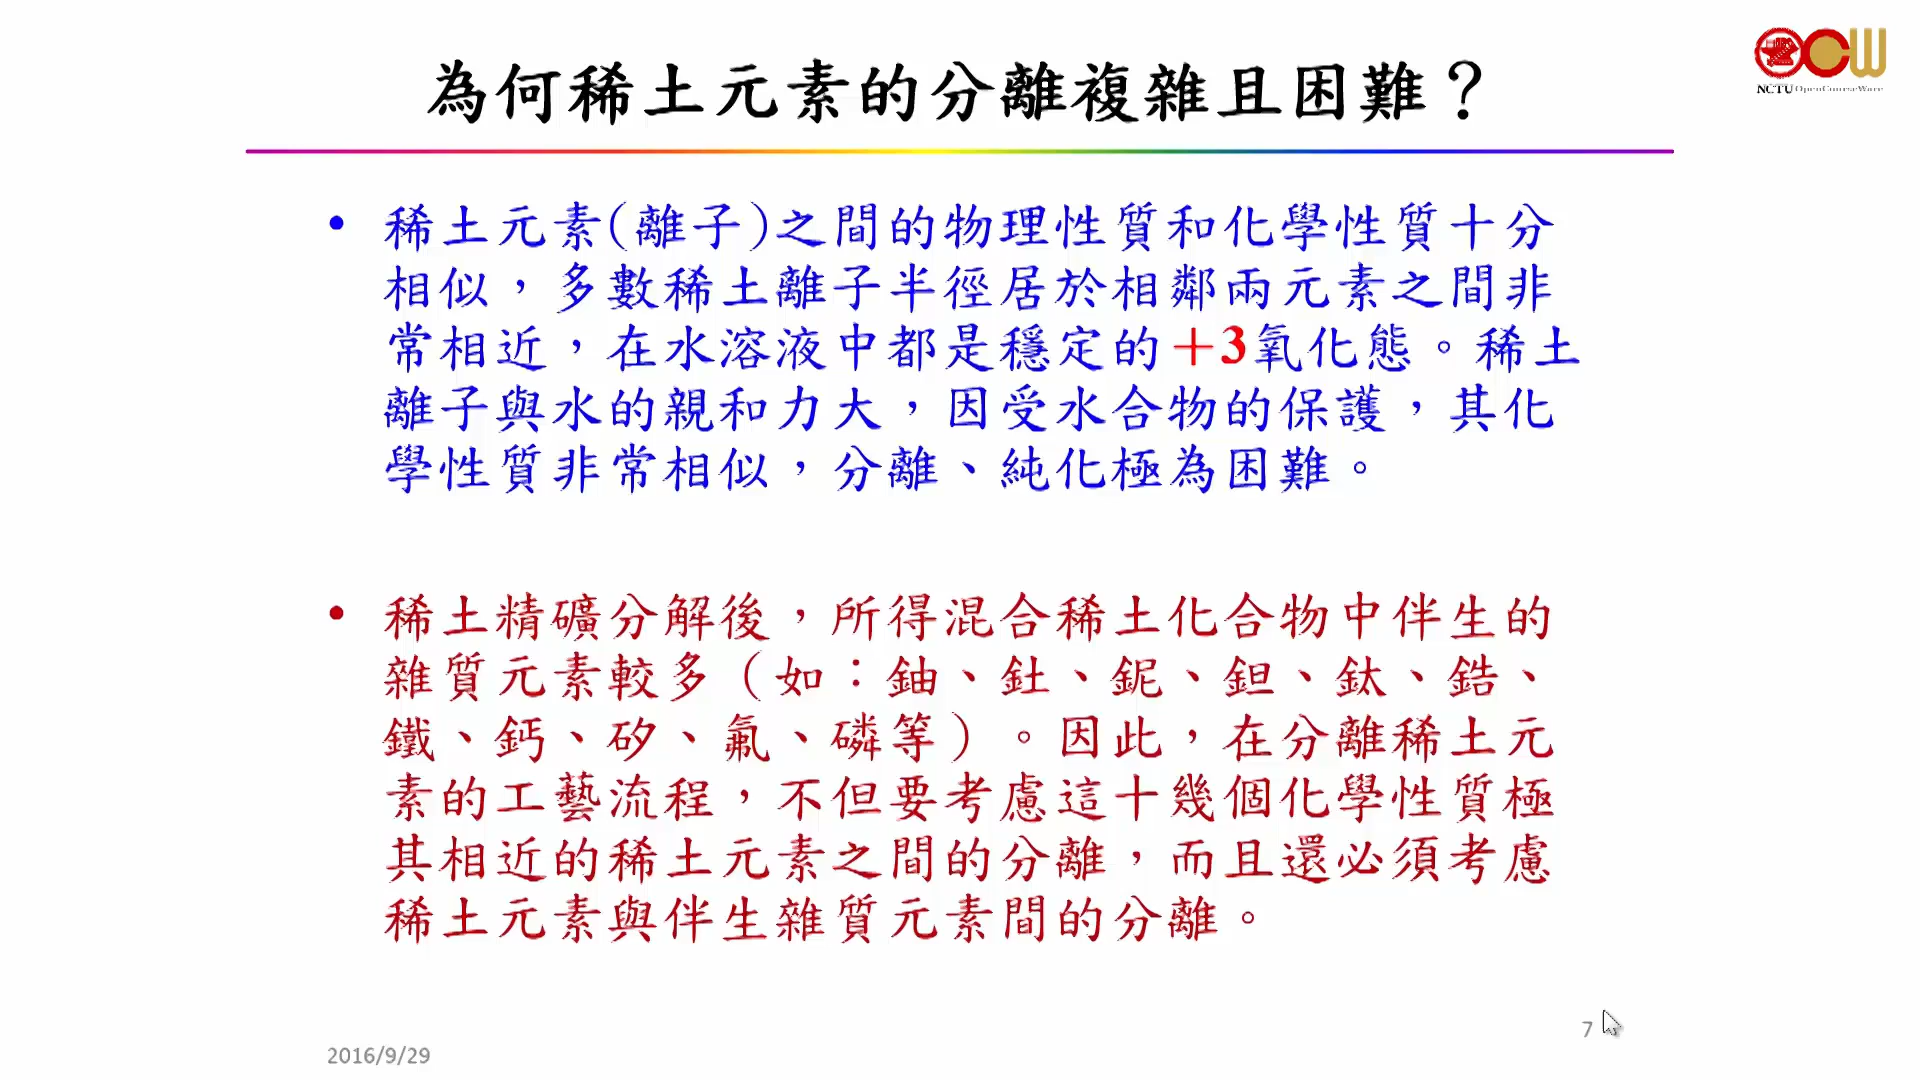 為何稀土元素的分離複雜且困難？
NCTU OpenCourseWare
• 稀土元素(離子)之間的物理性質和化學性質十分
相似，多數稀土離子半徑居於相鄰兩元素之間非
常相近，在水溶液中都是穩定的＋3氧化態。稀土
離子與水的親和力大，因受水合物的保護，其化
學性質非常相似，分離、純化極為困難。
• 稀土精礦分解後，所得混合稀土化合物中伴生的
雜質元素較多（如：鈾、釷、鈮、鉭、鈦、鋯、
鐵、鈣、矽、氟、磷等）。因此，在分離稀土元
素的工藝流程，不但要考慮這十幾個化學性質極
其相近的稀土元素之間的分離，而且還必須考慮
稀土元素與伴生雜質元素間的分離。
7
2016/9/29